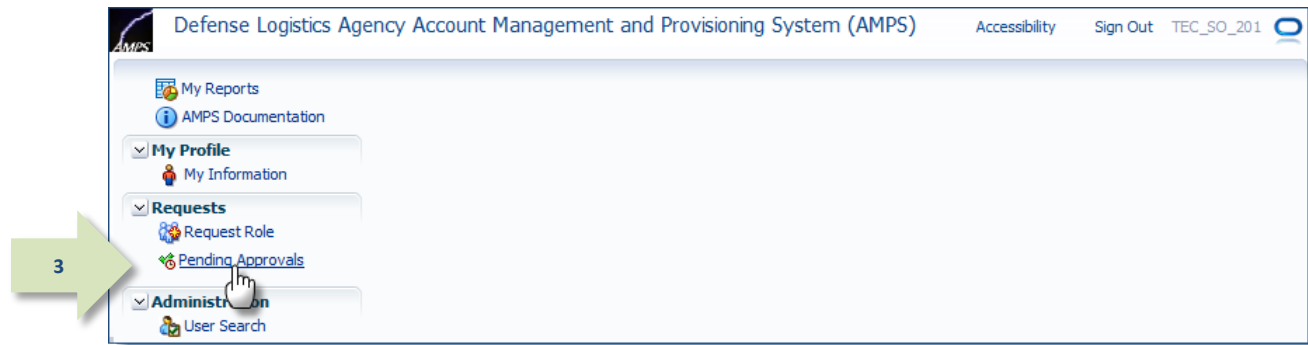 AMPS
Defense Logistics Agency Account Management and Provisioning System (AMPS) Accessibility Sign Out TEC_SO_201
My Reports
AMPS Documentation
My Profile
My Information
Requests
Request Role
3 Pending Approvals
Administration
User Search